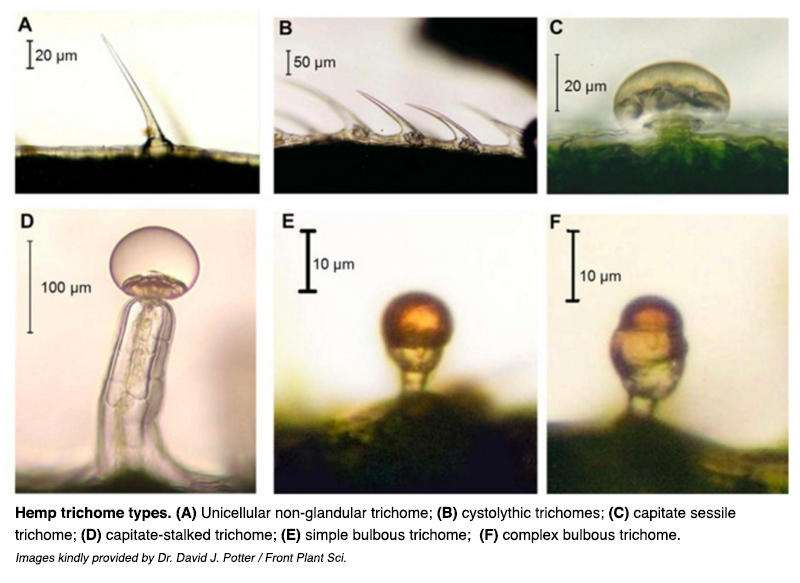 A
20 µm
B
50 µm
C
20 µm
D
100 µm
E
10 µm
F
10 µm
Hemp trichome types. (A) Unicellular non-glandular trichome; (B) cystolythic trichomes; (C) capitate sessile
trichome; (D) capitate-stalked trichome; (E) simple bulbous trichome;  (F) complex bulbous trichome.
Images kindly provided by Dr. David J. Potter / Front Plant Sci.